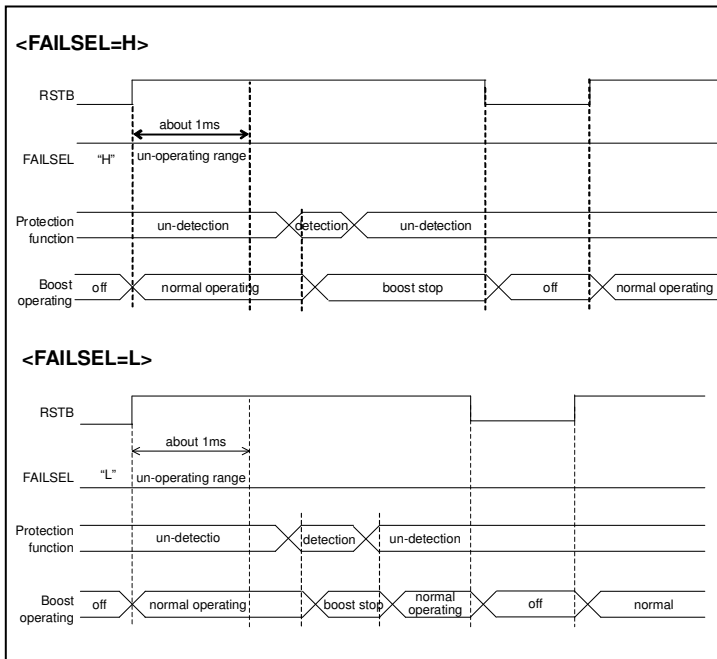 <FAILSEL=H>
RSTB
about 1ms
FAILSEL "H" un-operating range
Protection
function
un-detection detection un-detection
Boost
operating
off normal operating boost stop off normal operating
<FAILSEL=L>
RSTB
about 1ms
FAILSEL "L" un-operating range
Protection
function
un-detectio detection un-detection
Boost
operating
off normal operating boost stop normal
operating off normal